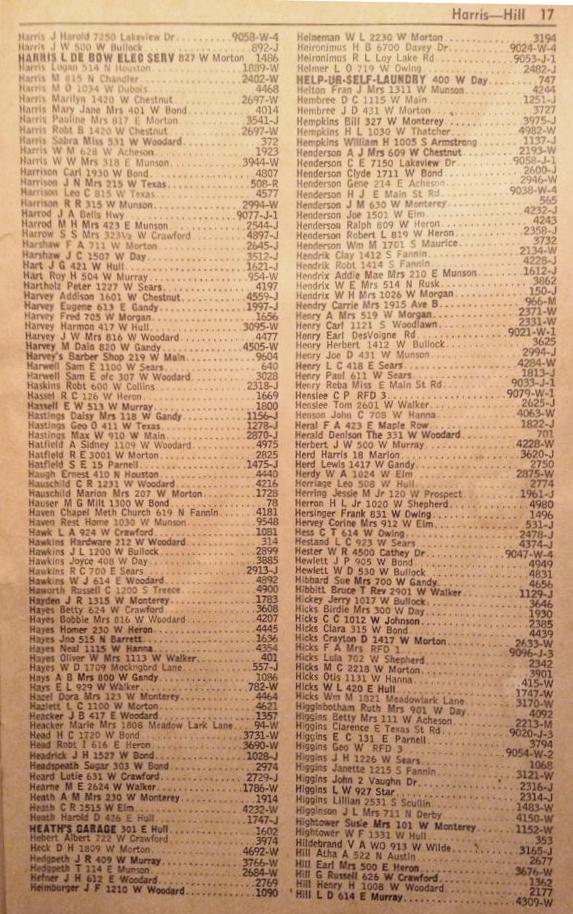 Harris—Hill 17
Harris J Harold 7250 Lakeview Dr 9058-W-4
Harris J W 500 W Bullock 892-J
HARRIS L DE BOW ELEC SERV 827 W Morton 1486
Harris Logan 514 N Houston 1889-W
Harris M 815 N Chandler 2402-W
Harris M O 1034 W Dubois 4468
Harris Marilyn 1420 W Chestnut 2697-W
Harris Mary Jane Mrs 401 W Bond 4014
Harris Pauline Mrs 817 E Morton 3541-J
Harris Robt B 1420 W Chestnut 2697-W
Harris Sabra Miss 531 W Woodard 372
Harris W M 628 W Acheson 1923
Harris W W Mrs 318 E Munson 3944-W
Harrison Carl 1930 W Bond 4807
Harrison J N Mrs 215 W Texas 508-R
Harrison Leo C 815 W Texas 4577
Harrison R R 315 W Munson 2994-W
Harrod J A Bells Hwy 9077-J-1
Harrod M H Mrs 423 E Munson 2544-J
Harrow S S Mrs 323½ W Crawford 4897-J
Harshaw F A 711 W Morton 2645-J
Harshaw J C 1507 W Day 3512-J
Hart J G 421 W Hull 1621-J
Hart Roy H 504 W Murray 954-W
Hartholz Peter 1227 W Sears 4197
Harvey Addison 1601 W Chestnut 4559-J
Harvey Eugene 613 E Gandy 1997-J
Harvey Fred 705 W Morgan 1656
Harvey Harmon 417 W Hull 3095-W
Harvey J W Mrs 816 W Woodard 4477
Harvey M Dain 820 W Gandy 4505-W
Harvey's Barber Shop 219 W Main 9604
Harwell Sam E 1100 W Sears 640
Harwell Sam E ofc 307 W Woodard 3028
Haskins Robt 600 W Collins 2318-J
Hassel R C 126 W Heron 1669
Hassell E W 513 W Murray 1800
Hastings Daisy Mrs 118 W Gandy 1156-J
Hastings Geo O 411 W Texas 1278-J
Hastings Max W 910 W Main 2870-J
Hatfield A Sidney 1109 W Woodard 4975
Hatfield R E 3001 W Morton 2825
Hatfield S E 15 Parnell 1475-J
Haugh Ernest 410 N Houston 4440
Hauschild C R 1231 W Woodard 4216
Hauschild Marion Mrs 207 W Morton 1728
Hauser M G Milt 1300 W Bond 78
Haven Chapel Meth Church 619 N Fannin 4181
Haven Rest Home 1030 W Munson 9548
Hawk L A 924 W Crawford 1081
Hawkins Hardware 212 W Woodard 314
Hawkins J L 1200 W Bullock 2899
Hawkins Joyce 408 W Day 3885
Hawkins R C 700 E Sears 2913-J
Hawkins W J 614 E Woodard 4892
Haworth Russell C 1200 S Treece 4900
Hayden J R 1315 W Monterey 1783
Hayes Betty 624 W Crawford 3608
Hayes Bobbie Mrs 816 W Woodard 4207
Hayes Homer 230 W Heron 4445
Hayes Jno 515 N Barrett 1636
Hayes Neal 1115 W Hanna 4354
Hayes Oliver W Mrs 1113 W Walker 401
Hayes W D 1709 Mockngbrd Lane 557-J
Hays A B Mrs 800 W Gandy 1086
Hays E L 929 W Walker 782-W
Hazel Dora Mrs 123 W Monterey 4464
Hazlett L C 1100 W Morton 4621
Heacker J B 417 E Woodard 1357
Heacker Marie Mrs 1808 Meadow Lark Lane 94-W
Head H C 1720 W Bond 3731-W
Head Robt I 616 E Heron 3690-W
Headrick J H 1527 W Bond 1028-J
Headspeath Sugar 303 W Bond 2974
Heard Lutie 631 W Crawford 2729-J
Hearne M E 2624 W Walker 1786-W
Heath A M Mrs 230 W Monterey 1914
Heath C R 1515 W Elm 4232-W
Heath Harold D 426 E Hull 1747-J
HEATH'S GARAGE 301 E Hull 1602
Hebert Albert 722 W Crawford 3974
Heck D H 1809 W Morton 4692-W
Hedgpeth J R 409 W Murray 3766-W
Hedgpeth T 114 E Munson 2684-W
Hefner J H 612 E Woodard 2769
Heimburger J F 1210 W Woodard 1090
Heineman W L 2230 W Morton 3194
Heironimus H B 6700 Davey Dr 9024-W-4
Heironimus R L Loy Lake Rd 9053-J-1
Helmer L O 719 W Owing 2482-J
HELP-UR-SELF-LAUNDRY 400 W Day 747
Helton Fran J Mrs 1311 W Munson 4244
Hembree D C 1115 W Main 1251-J
Hembree J D 431 W Morton 3727
Hempkins Bill 327 W Monterey 3975-J
Hempkins H L 1030 W Thatcher 4982-W
Hempkins William H 1005 S Armstrong 1137-J
Henderson A J Mrs 609 W Chestnut 2193-W
Henderson C E 7150 Lakeview Dr 9058-J-1
Henderson Clyde 1711 W Bond 2600-J
Henderson Gene 214 E Acheson 2946-W
Henderson H J E Main St Rd 9038-W-4
Henderson J M 630 W Monterey 565
Henderson Joe 1501 W Elm 4232-J
Henderson Ralph 809 W Heron 4243
Henderson Robert L 819 W Heron 2358-J
Henderson Wm M 1701 S Maurice 3732
Hendrik Clay 1412 S Fannin 2134-W
Hendrik Robt 1414 S Fannin 4228-J
Hendrix Addie Mae Mrs 210 E Munson 1612-J
Hendrix W E Mrs 514 N Rusk 3862
Hendrix W H Mrs 1026 W Morgan 150-J
Hendry Carrie Mrs 1915 Ave B 966-M
Henry A Mrs 519 W Morgan 2371-W
Henry Carl 1121 S Woodlawn 2331-W
Henry Earl DesVoigne Rd 9021-W-1
Henry Herbert 1412 W Bullock 3625
Henry Joe D 431 W Munson 2994-J
Henry L C 418 E Sears 4284-W
Henry Paul 611 W Sears 1813-J
Henry Reba Miss E Main St Rd 9033-J-1
Henslee C P RFD 3 9079-W-1
Henslee Tom 2601 W Walker 2625-J
Henson John C 708 W Hanna 4063-W
Heral F A 423 E Maple Row 1822-J
Herald Denison The 331 W Woodard 701
Herbert J W 500 W Murray 4228-W
Herd Harris 18 Marion 3620-J
Herd Lewis 1417 W Gandy 2750
Herdy W A 1024 W Elm 2875-W
Herriage Leo 508 W Hull 2774
Herring Jessie M Jr 120 W Prospect 1961-J
Herron H L Jr 1020 W Shepherd 4980
Hersinger Frank 831 W Owing 1496
Hervey Corine Mrs 912 W Elm 531-J
Hess C T 614 W Owing 2478-J
Hestand L C 923 W Sears 4374-J
Hester W R 4500 Cathey Dr 9047-W-4
Hewlett J P 905 W Bond 4949
Hewlett W D 530 W Bullock 4831
Hibbard Sue Mrs 700 W Gandy 4656
Hibbitt Bruce T Rev 2901 W Walker 1129-J
Hickey Jerry 1017 W Bullock 3646
Hicks Birdie Mrs 300 W Day 1930
Hicks C C 1012 W Johnson 2385
Hicks Clara 315 W Bond 4439
Hicks Crayton D 1417 W Morton 2633-W
Hicks F A Mrs RFD 1 9096-J-3
Hicks Lula 702 W Shepherd 2342
Hicks M C 2218 W Morton 3901
Hicks Otis 1131 W Hanna 415-W
Hicks W L 420 E Hull 1747-W
Hicks Wm M 1821 Meadowlark Lane 3170-W
Higginbotham Ruth Mrs 901 W Day 4092
Higgins Betty Mrs 111 W Acheson 2213-M
Higgins Clarence E Texas St Rd 9020-J-3
Higgins E C 131 E Parnell 3794
Higgins Geo W RFD 3 9054-W-2
Higgins J H 1226 W Sears 1068
Higgins Janette 1215 S Fannin 3121-W
Higgins John 2 Vaughn Dr 2316-J
Higgins L W 927 Star 2314-J
Higgins Lillian 2531 S Scullin 1483-W
Higginson J L Mrs 711 N Derby 4150-W
Hightower Susie Mrs 101 W Monterey 1152-W
Hightower W F 1331 W Hull 353
Hildebrand V A WO 913 W Wilde 3165-J
Hill Atha A 522 N Austin 2677
Hill Earl Mrs 500 E Heron 3676-W
Hill G Russell 626 W Crawford 1362
Hill Henry H 1008 W Woodard 2177
Hill L D 614 E Murray 4309-W